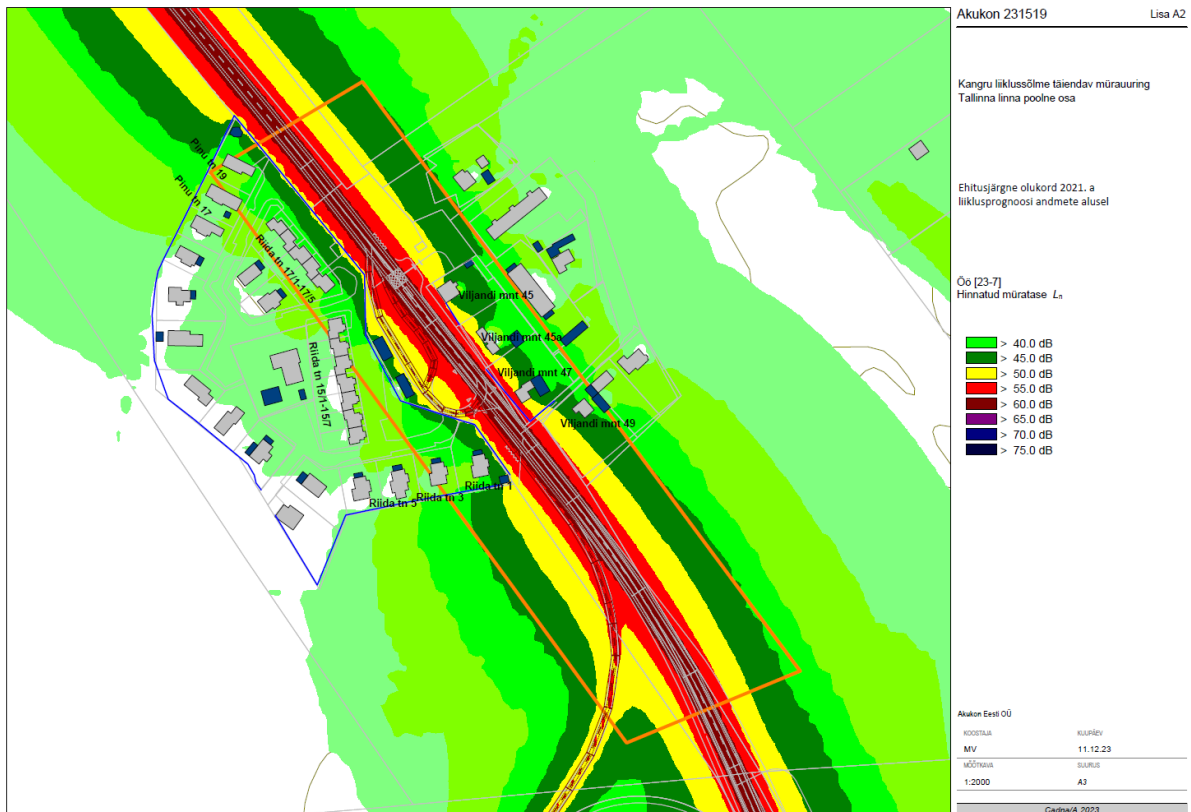 Akukon 231519
Lisa A2
Kangru liiklussõlme täiendav mürauuring
Tallinna linna poolne osa
Ehitusjärgne olukord 2021. a
liiklusprognoosi andmete alusel
Öö [23-7]
Hinnatud müratase Ln
> 40.0 dB
> 45.0 dB
> 50.0 dB
> 55.0 dB
> 60.0 dB
> 65.0 dB
> 70.0 dB
> 75.0 dB
Pinu tn 19
Pinu tn 17
Riida tn 17/1-17/5
Riida tn 15/1-15/7
Viljandi mnt 45
Viljandi mnt 45a
Viljandi mnt 47
Viljandi mnt 49
Riida tn 5
Riida tn 3
Riida tn 1
Akukon Eesti OÜ
KOOSTAJA
KUUPÄEV
MV
11.12.23
MÕÕTKAVA
SUURUS
1:2000
A3
Cadna/A 2023